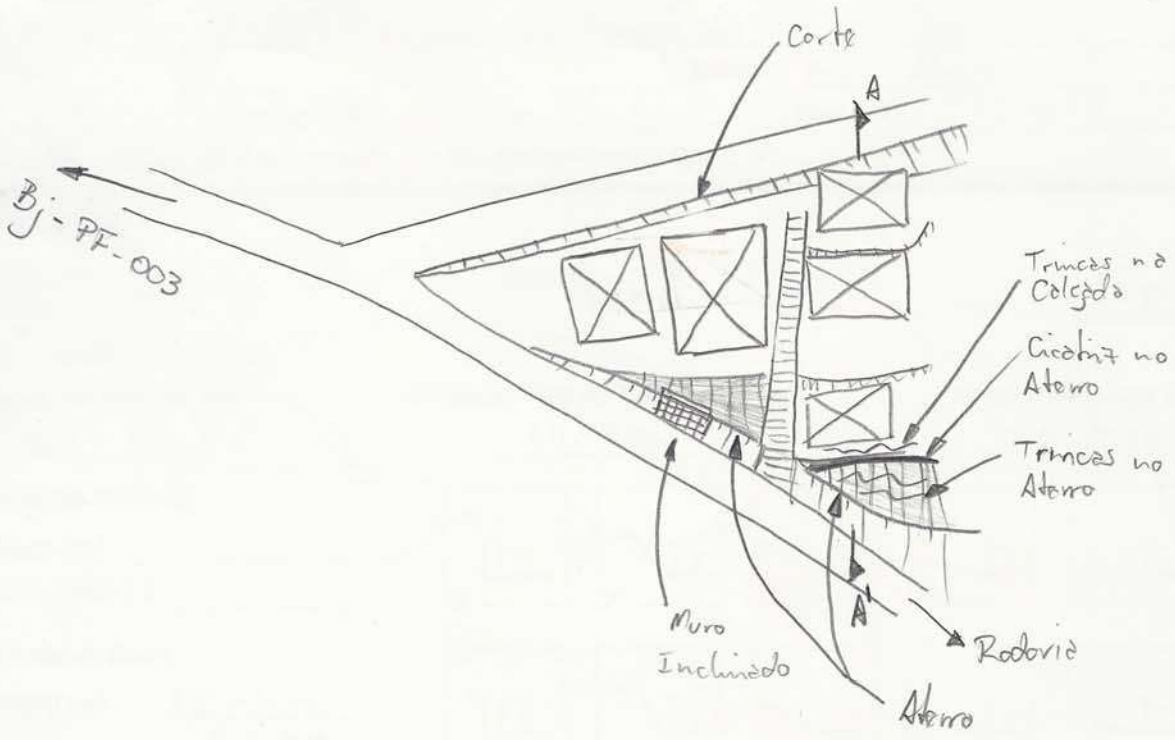 Corte
A
Bj-PF-003
Trincas na
Calçada
Cicatriz no
Aterro
Trincas no
Aterro
A'
Muro
Inclinado
Rodovia
Aterro